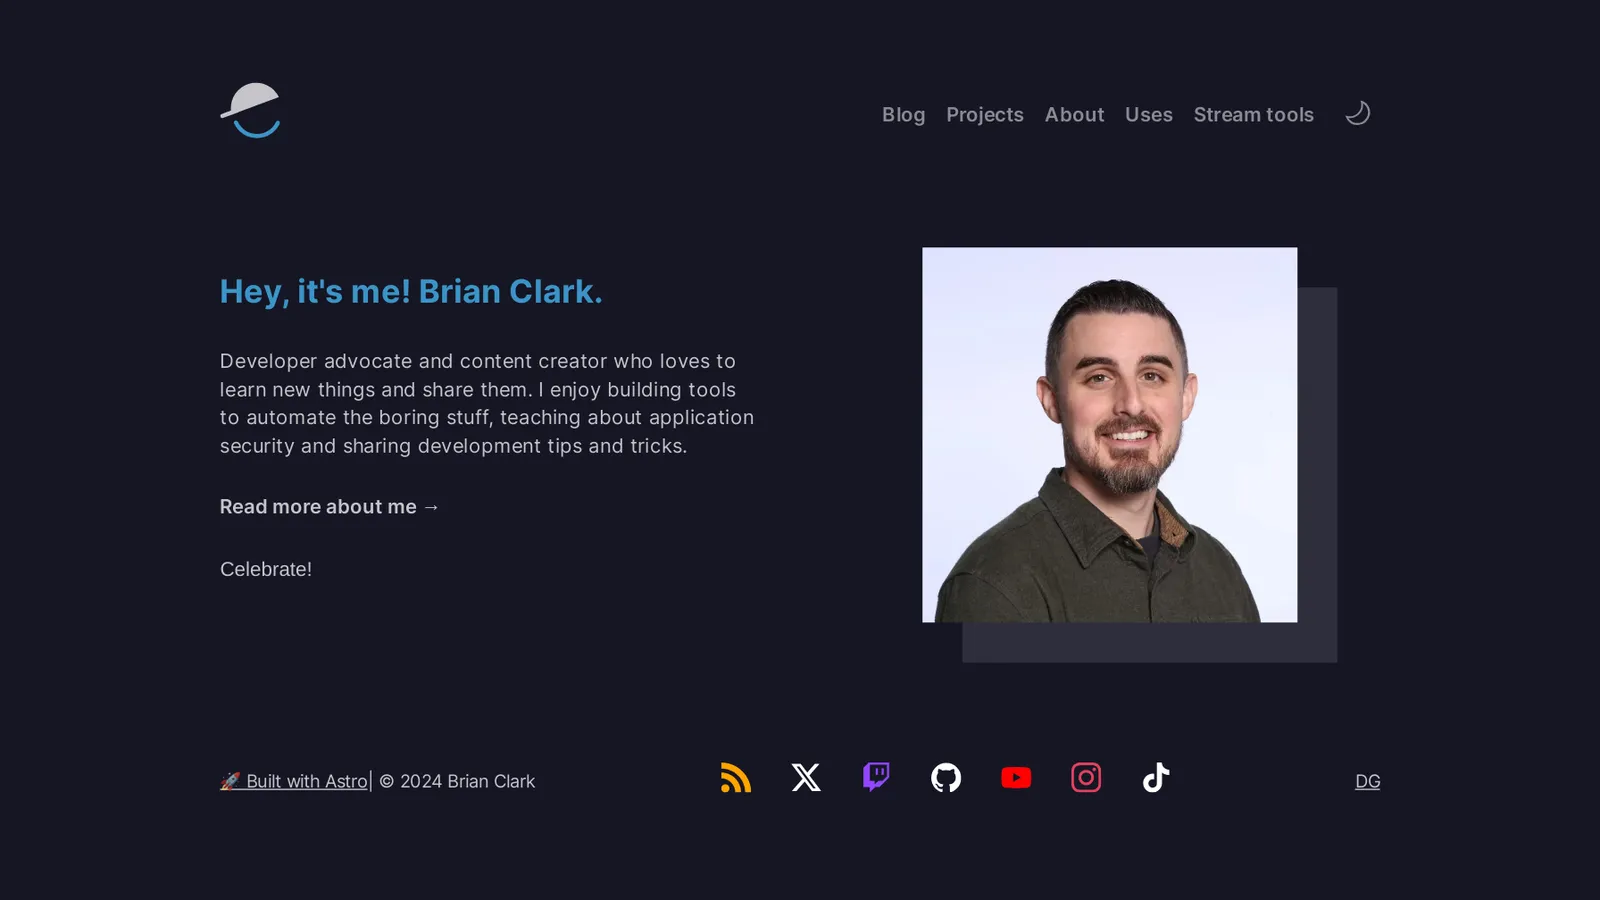 Blog Projects About Uses Stream tools
Hey, it's me! Brian Clark.
Developer advocate and content creator who loves to
learn new things and share them. I enjoy building tools
to automate the boring stuff, teaching about application
security and sharing development tips and tricks.
Read more about me →
Celebrate!
🚀 Built with Astro| © 2024 Brian Clark
DG